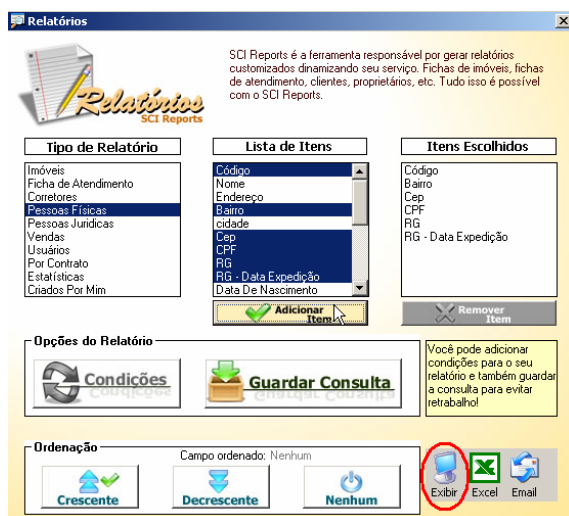 Relatórios
SCI Reports é a ferramenta responsável por gerar relatórios
customizados dinamizando seu serviço. Fichas de imóveis, fichas
de atendimento, clientes, proprietários, etc. Tudo isso é possível
com o SCI Reports.
Relatórios
SCI Reports
Tipo de Relatório
Imóveis
Ficha de Atendimento
Corretores
Pessoas Físicas
Pessoas Juridicas
Vendas
Usuários
Por Contrato
Estatísticas
Criados Por Mim
Lista de Itens
Código
Nome
Endereço
Bairro
cidade
Cep
CPF
RG
RG - Data Expedição
Data De Nascimento
Adicionar
Item
Itens Escolhidos
Código
Bairro
Cep
CPF
RG
RG - Data Expedição
Remover
Item
Opções do Relatório
Condições
Guardar Consulta
Você pode adicionar
condições para o seu
relatório e também guardar
a consulta para evitar
retrabalho!
Ordenação
Campo ordenado: Nenhum
Crescente
Decrescente
Nenhum
Exibir
Excel
Email